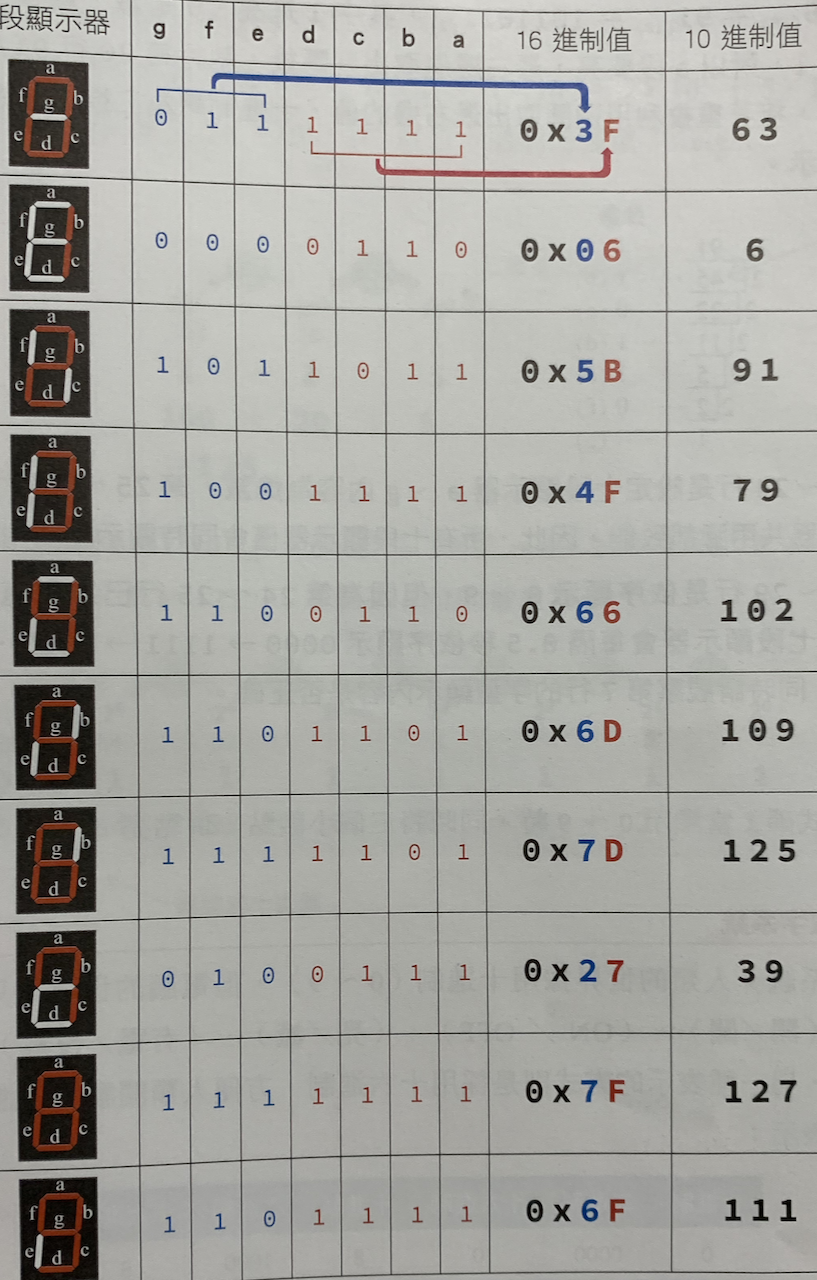 段顯示器 g f e d c b a 16 進制值 10 進制值
a f g b e d c 0 1 1 1 1 1 1 0x3F 63
a f g b e d c 0 0 0 0 1 1 0 0x06 6
a f g b e d c 1 0 1 1 0 1 1 0x5B 91
a f g b e d c 1 0 0 1 1 1 1 0x4F 79
a f g b e d c 1 1 0 0 1 1 0 0x66 102
a f g b e d c 1 1 0 1 1 0 1 0x6D 109
a f g b e d c 1 1 1 1 1 0 1 0x7D 125
a f g b e d c 0 1 0 0 1 1 1 0x27 39
a f g b e d c 1 1 1 1 1 1 1 0x7F 127
a f g b e d c 1 1 0 1 1 1 1 0x6F 111